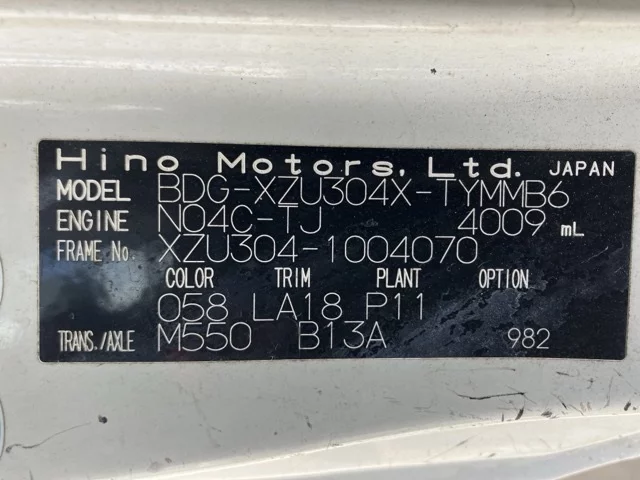 Hino Motors, Ltd. JAPAN
MODEL BDG-XZU304X-TYMMB6
ENGINE N04C-TJ 4009 mL
FRAME No. XZU304-1004070
COLOR TRIM PLANT OPTION
058 LA18 P11
TRANS./AXLE M550 B13A 982